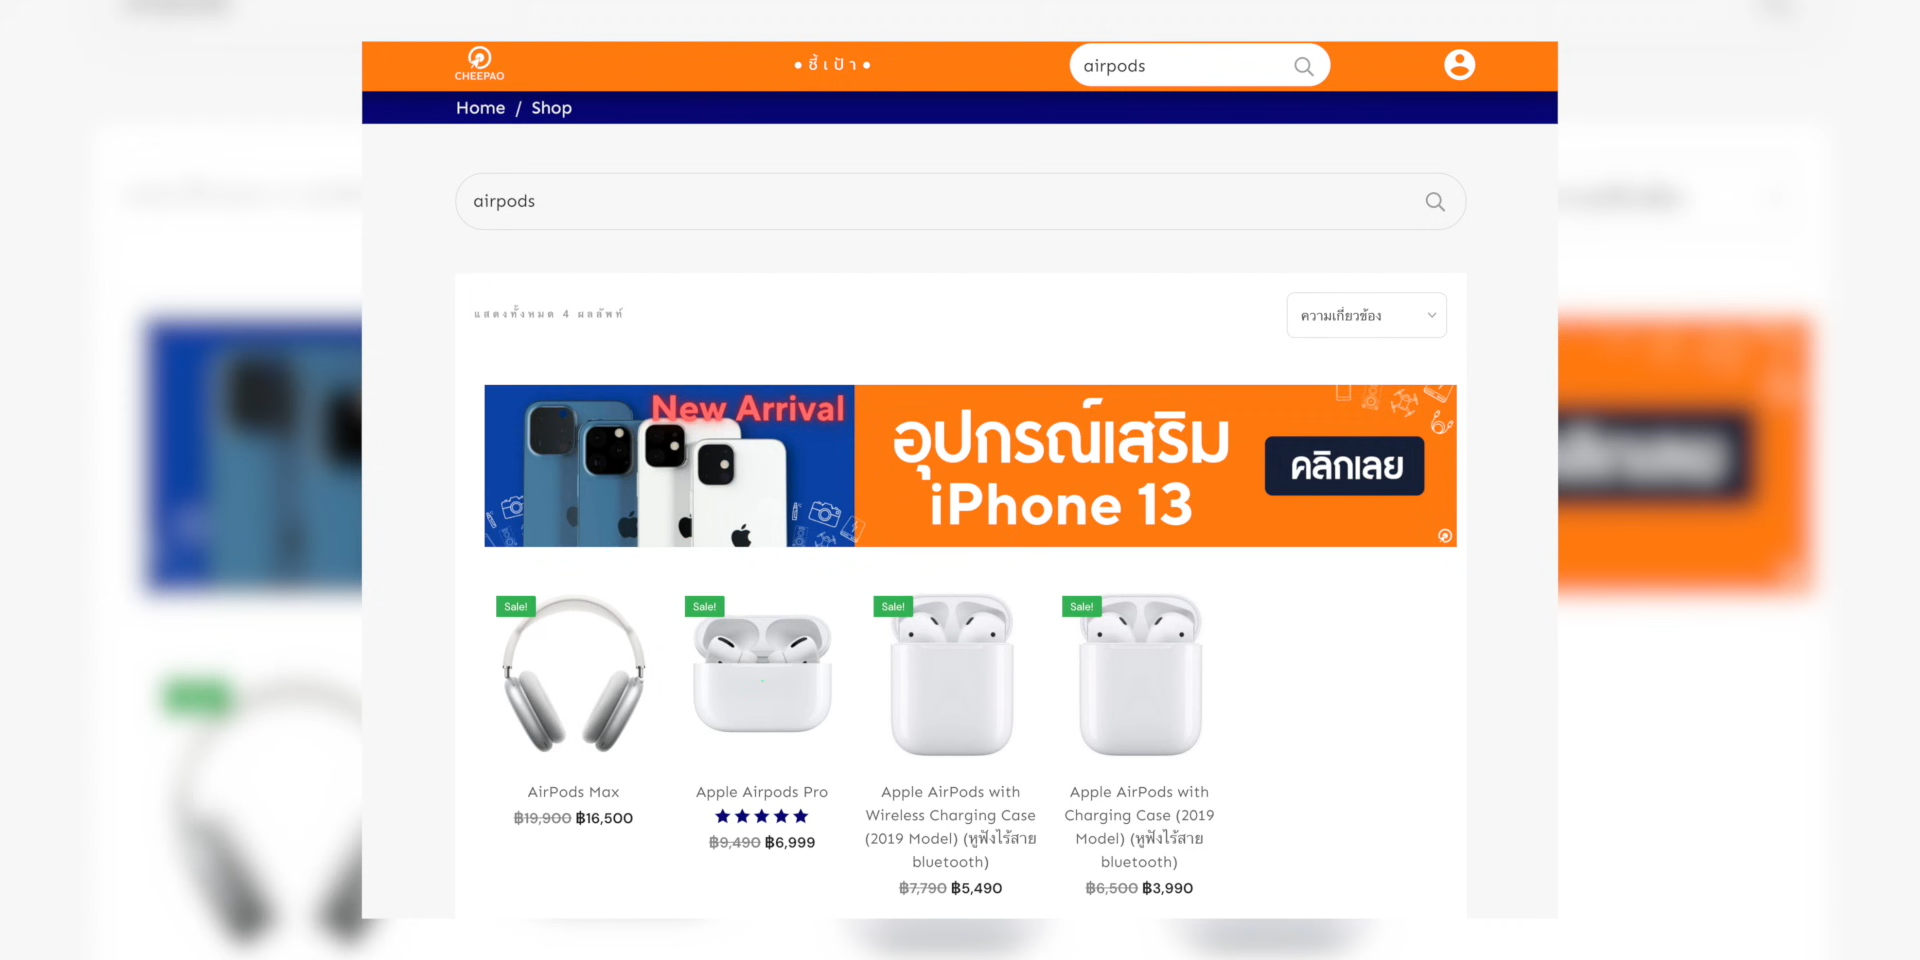 CHEEPAO
• ชี้เป้า •
airpods
Home / Shop
airpods
แสดงทั้งหมด 4 ผลลัพท์
ความเกี่ยวข้อง
New Arrival
อุปกรณ์เสริม
iPhone 13
คลิกเลย
Sale!
Sale!
Sale!
Sale!
AirPods Max
฿19,900 ฿16,500
Apple Airpods Pro
฿9,490 ฿6,999
Apple AirPods with
Wireless Charging Case
(2019 Model) (หูฟังไร้สาย
bluetooth)
฿7,790 ฿5,490
Apple AirPods with
Charging Case (2019
Model) (หูฟังไร้สาย
bluetooth)
฿6,500 ฿3,990